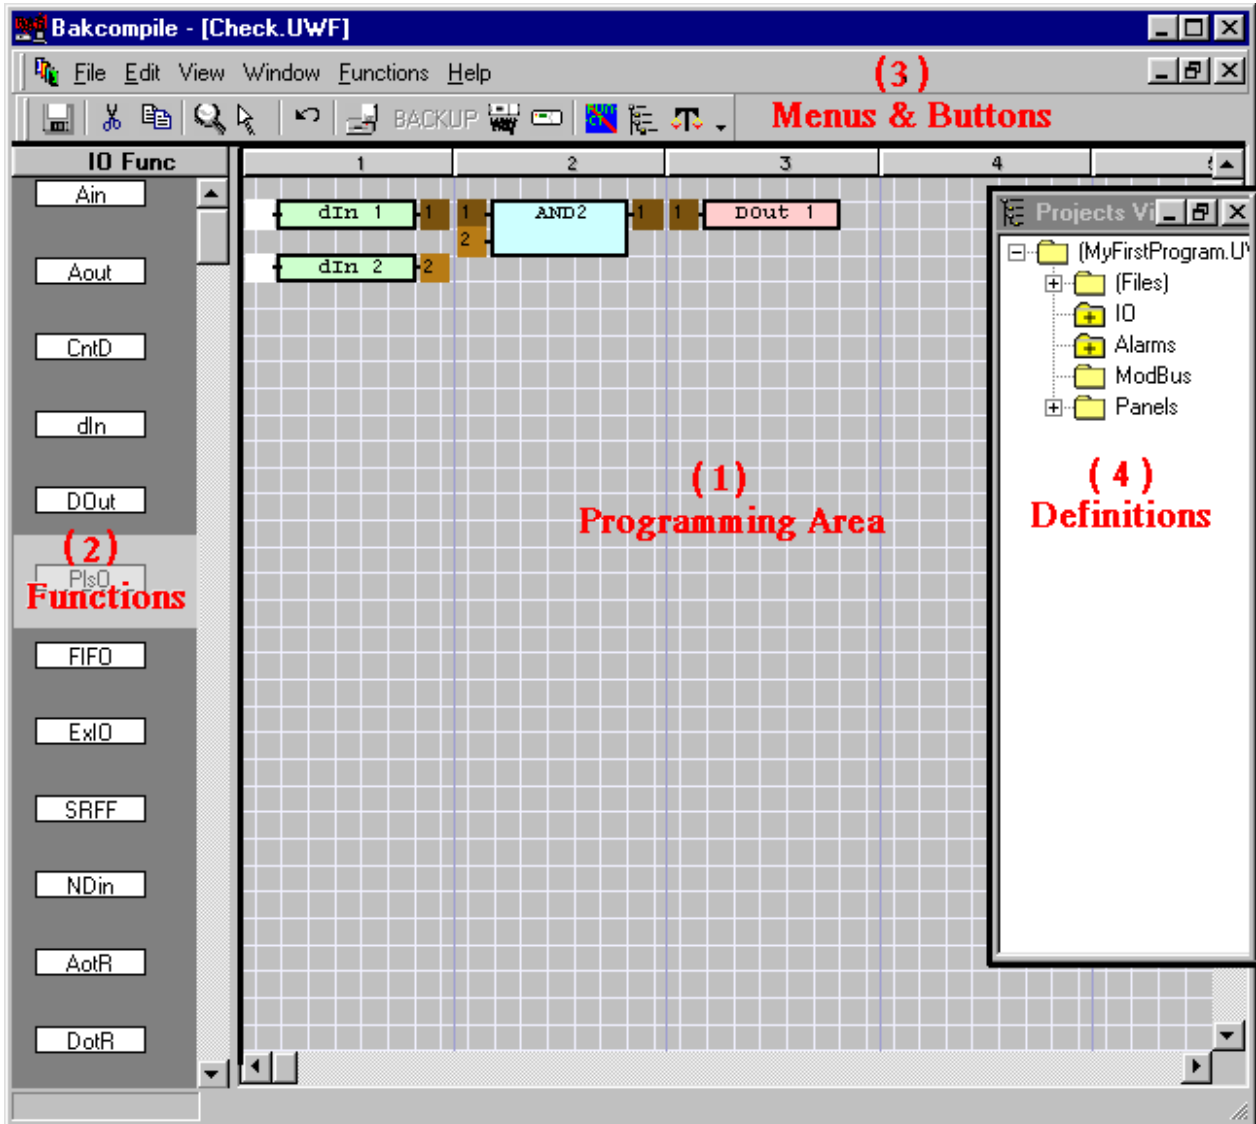 Bakcompile - [Check.UWF]
File Edit View Window Functions Help
(3)
BACKUP
Menus & Buttons
IO Func
1 2 3 4
Ain
Aout
CntD
dIn
DOut
(2)
PlsO
Functions
FIFO
ExIO
SRFF
NDin
AotR
DotR
dIn 1 1 1 AND2 1 1 DOut 1
2
dIn 2 2
(1)
Programming Area
Projects Vi
(MyFirstProgram.U
(Files)
IO
Alarms
ModBus
Panels
(4)
Definitions